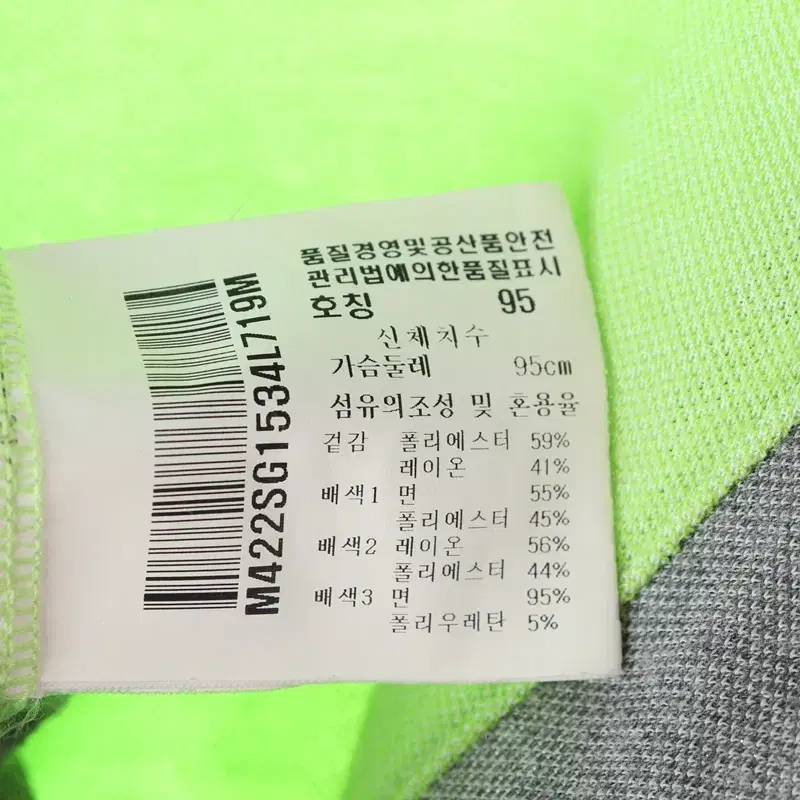 품질경영및공산품안전
관리법에의한품질표시
호칭 95
신체치수
가슴둘레 95cm
섬유의조성 및 혼용율
겉감 폴리에스터 59%
레이온 41%
배색1 면 55%
폴리에스터 45%
배색2 레이온 56%
폴리에스터 44%
배색3 면 95%
폴리우레탄 5%
M422SG1534L719M